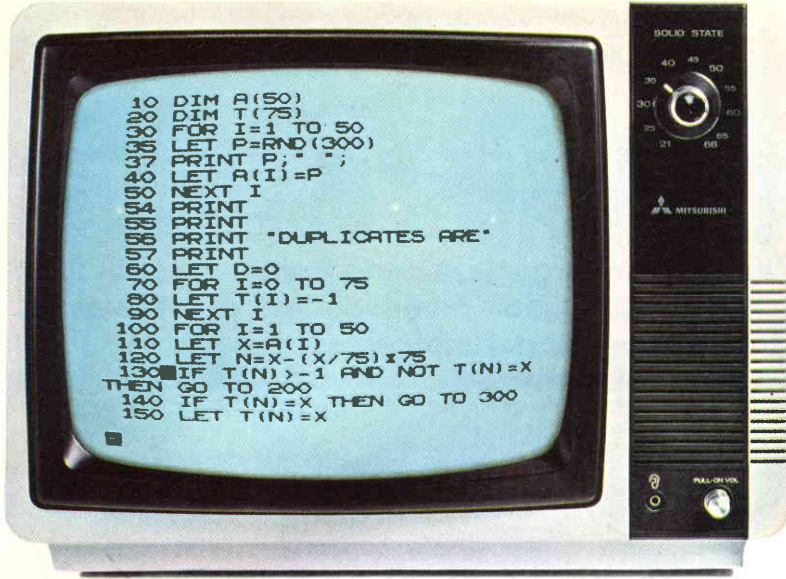 10 DIM A(50)
20 DIM T(75)
30 FOR I=1 TO 50
35 LET P=RND(300)
37 PRINT P;" ";
40 LET A(I)=P
50 NEXT I
54 PRINT
55 PRINT
56 PRINT "DUPLICATES ARE"
57 PRINT
60 LET D=0
70 FOR I=0 TO 75
80 LET T(I)=-1
90 NEXT I
100 FOR I=1 TO 50
110 LET X=A(I)
120 LET N=X-(X/75)*75
130 IF T(N)>-1 AND NOT T(N)=X
THEN GO TO 200
140 IF T(N)=X THEN GO TO 300
150 LET T(N)=X
SOLID STATE
21 25 30 35 40 45 50 55 60 65 68
MITSUBISHI
PULL-ON VOL